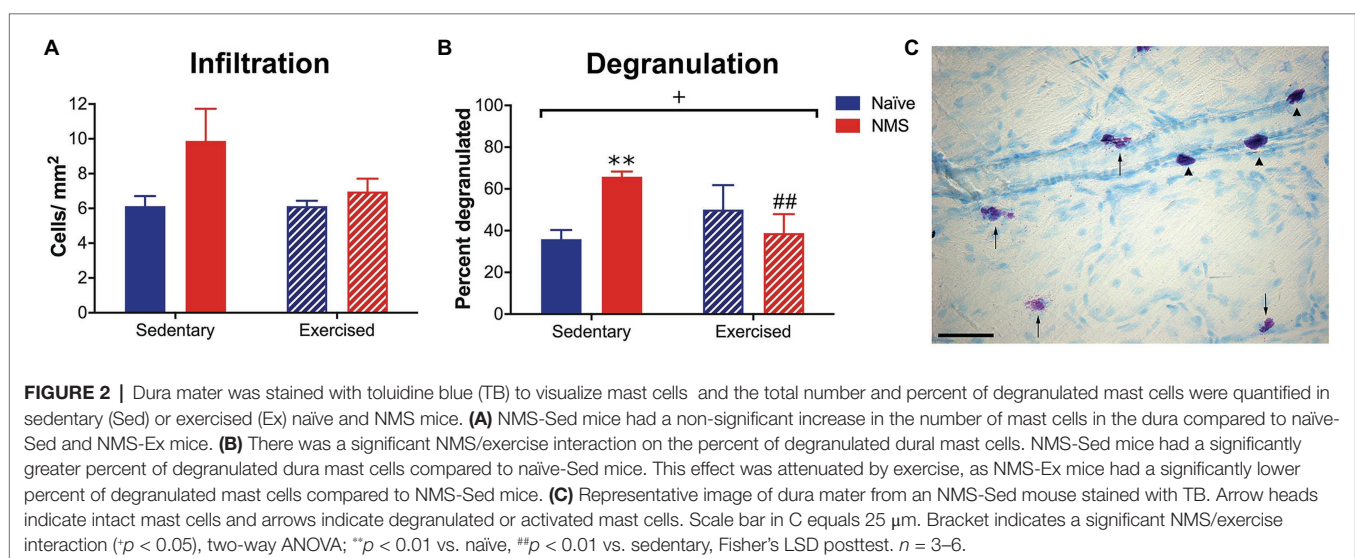 A
Infiltration
Cells/ mm²
12
10
8
6
4
2
0
Sedentary
Exercised
B
Degranulation
Percent degranulated
100
80
60
40
20
0
+
**
##
Sedentary
Exercised
Naïve
NMS
C
FIGURE 2 | Dura mater was stained with toluidine blue (TB) to visualize mast cells and the total number and percent of degranulated mast cells were quantified in
sedentary (Sed) or exercised (Ex) naïve and NMS mice. (A) NMS-Sed mice had a non-significant increase in the number of mast cells in the dura compared to naïve-
Sed and NMS-Ex mice. (B) There was a significant NMS/exercise interaction on the percent of degranulated dural mast cells. NMS-Sed mice had a significantly
greater percent of degranulated dura mast cells compared to naïve-Sed mice. This effect was attenuated by exercise, as NMS-Ex mice had a significantly lower
percent of degranulated mast cells compared to NMS-Sed mice. (C) Representative image of dura mater from an NMS-Sed mouse stained with TB. Arrow heads
indicate intact mast cells and arrows indicate degranulated or activated mast cells. Scale bar in C equals 25 μm. Bracket indicates a significant NMS/exercise
interaction (⁺p < 0.05), two-way ANOVA; **p < 0.01 vs. naïve, ##p < 0.01 vs. sedentary, Fisher's LSD posttest. n = 3–6.